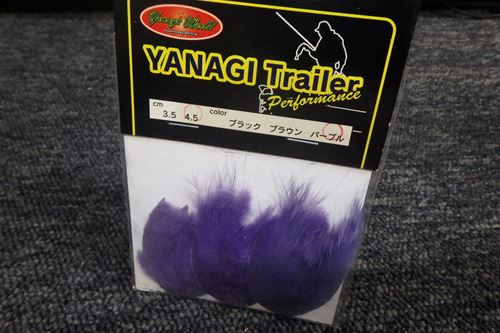 YANAGI Trailer
Performance
cm
3.5 4.5
color
ブラック ブラウン パープル